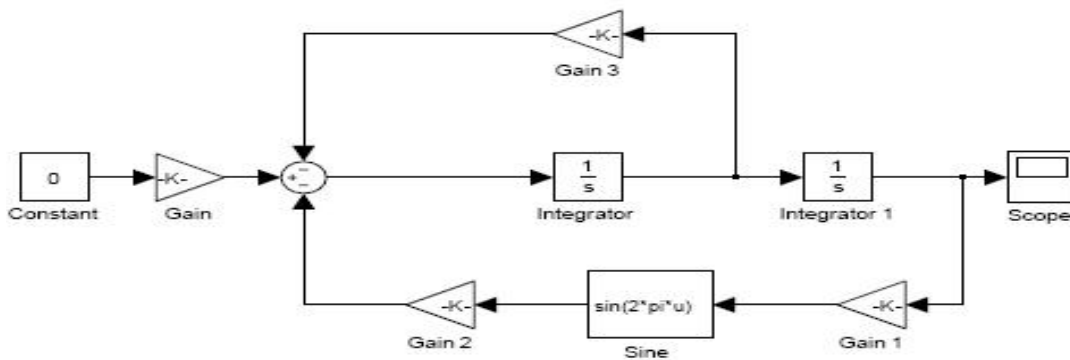 -K-
Gain 3
0
Constant
-K-
Gain
+
−
−
1
s
Integrator
1
s
Integrator 1
Scope
-K-
Gain 2
sin(2*pi*u)
Sine
-K-
Gain 1